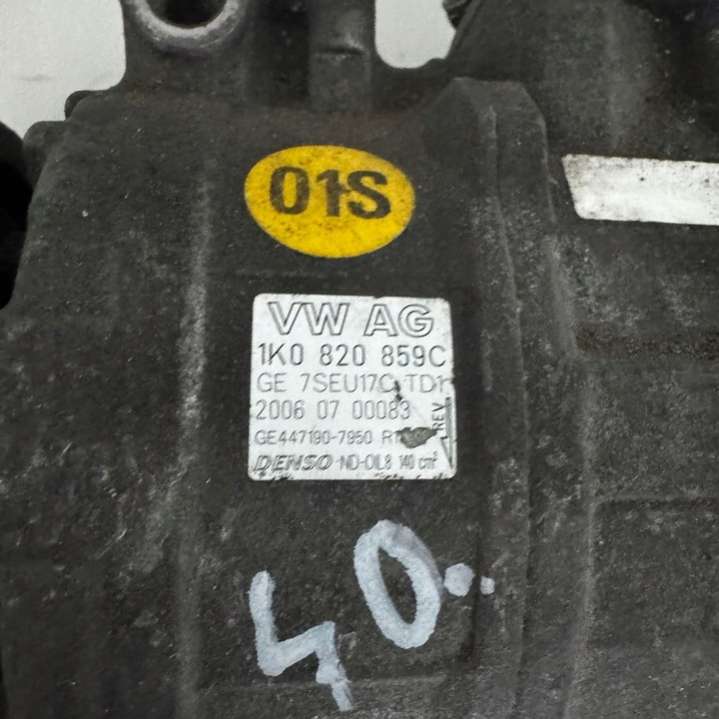 01S
VW AG
1K0 820 859C
GE 7SEU17C TD1
2006 07 00083
REV
GE447190-7950
DENSO ND-OIL8 140 cm³
40.